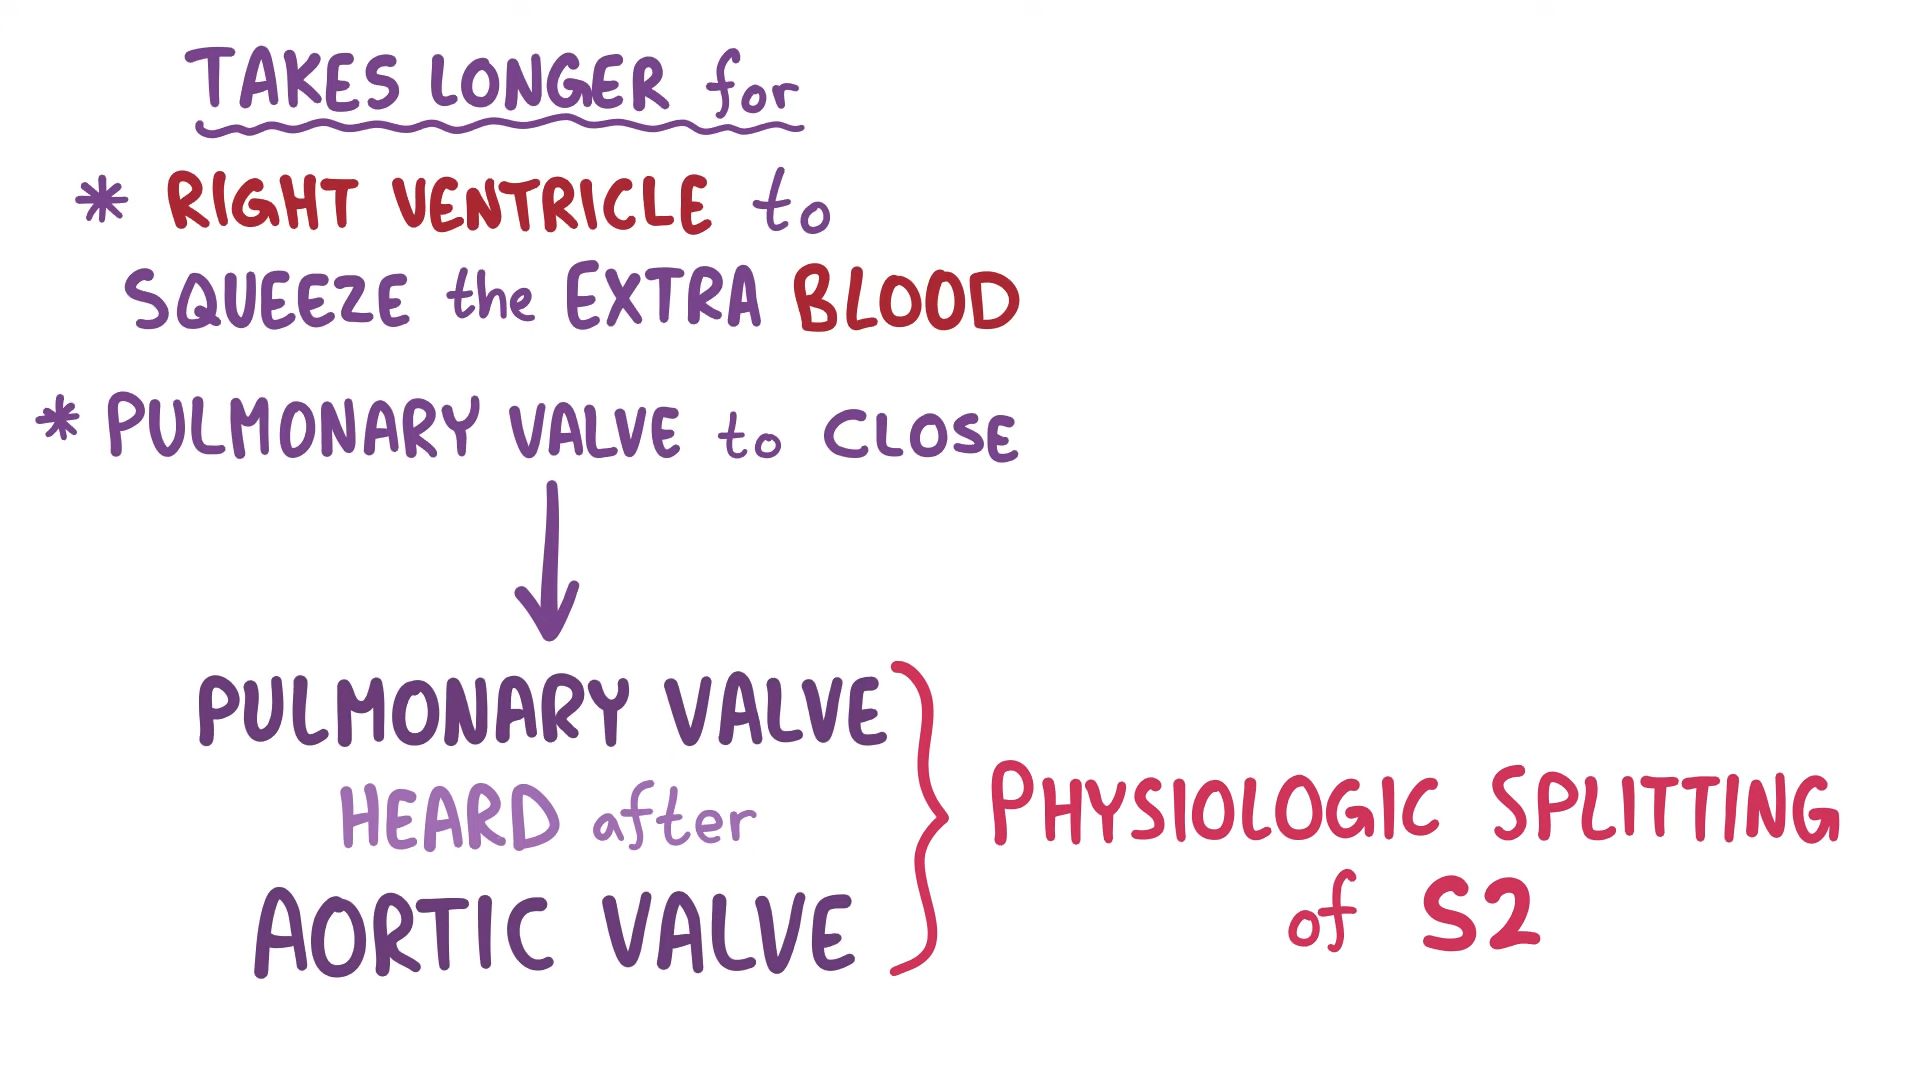 TAKES LONGER for
* RIGHT VENTRICLE to
SQUEEZE the EXTRA BLOOD
* PULMONARY VALVE to CLOSE
PULMONARY VALVE
HEARD after
AORTIC VALVE
PHYSIOLOGIC SPLITTING
of S2